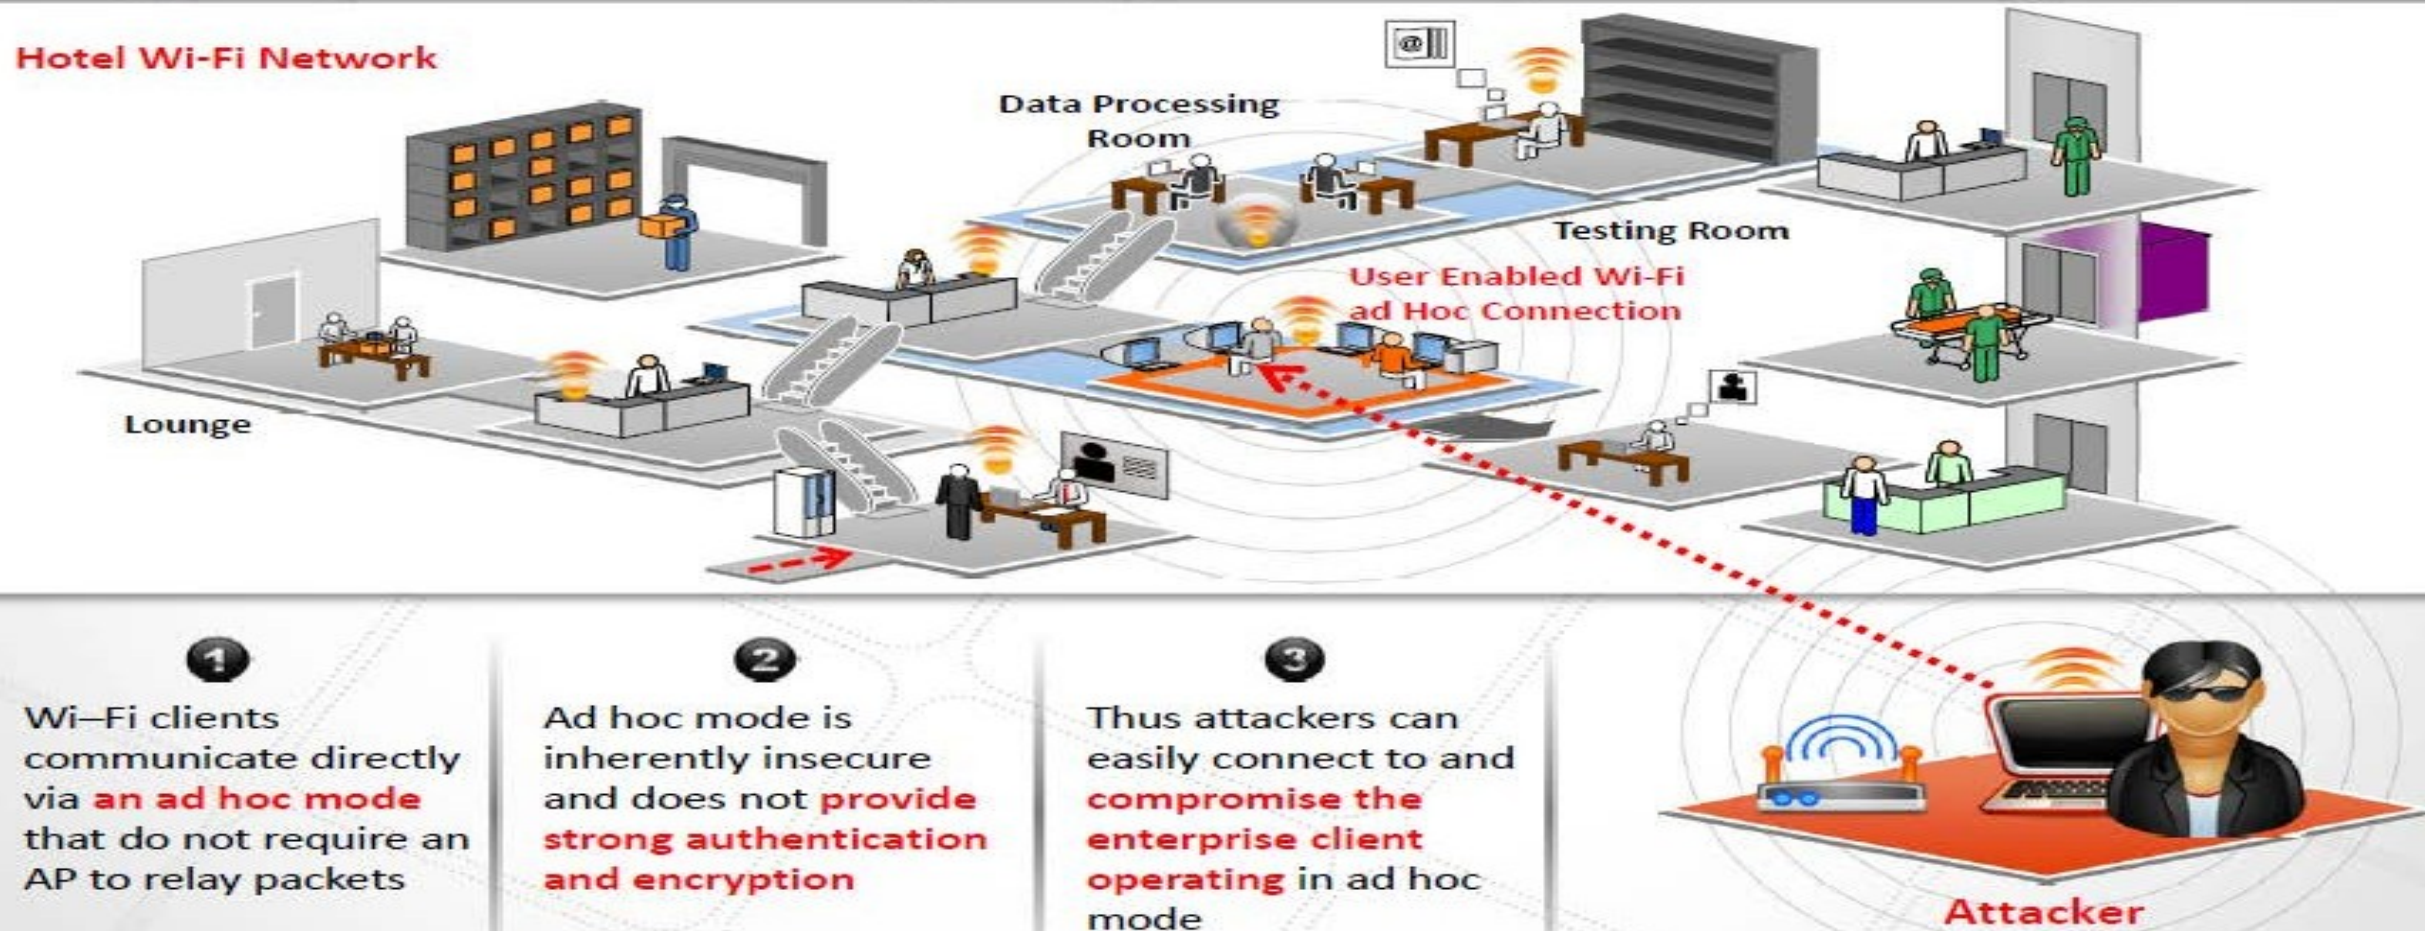 Hotel Wi-Fi Network
Data Processing
Room
Testing Room
User Enabled Wi-Fi
ad Hoc Connection
Lounge
@
1
Wi–Fi clients
communicate directly
via an ad hoc mode
that do not require an
AP to relay packets
2
Ad hoc mode is
inherently insecure
and does not provide
strong authentication
and encryption
3
Thus attackers can
easily connect to and
compromise the
enterprise client
operating in ad hoc
mode
Attacker